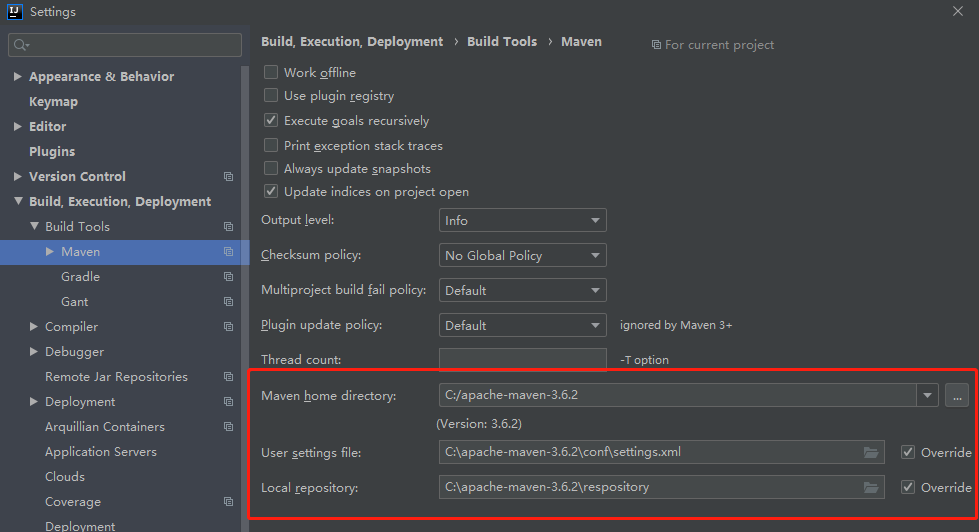 IJ Settings
Build, Execution, Deployment › Build Tools › Maven For current project
Appearance & Behavior
Keymap
Editor
Plugins
Version Control
Build, Execution, Deployment
Build Tools
Maven
Gradle
Gant
Compiler
Debugger
Remote Jar Repositories
Deployment
Arquillian Containers
Application Servers
Clouds
Coverage
Deployment
Work offline
Use plugin registry
Execute goals recursively
Print exception stack traces
Always update snapshots
Update indices on project open
Output level: Info
Checksum policy: No Global Policy
Multiproject build fail policy: Default
Plugin update policy: Default ignored by Maven 3+
Thread count: -T option
Maven home directory: C:/apache-maven-3.6.2 ...
(Version: 3.6.2)
User settings file: C:\apache-maven-3.6.2\conf\settings.xml Override
Local repository: C:\apache-maven-3.6.2\respository Override